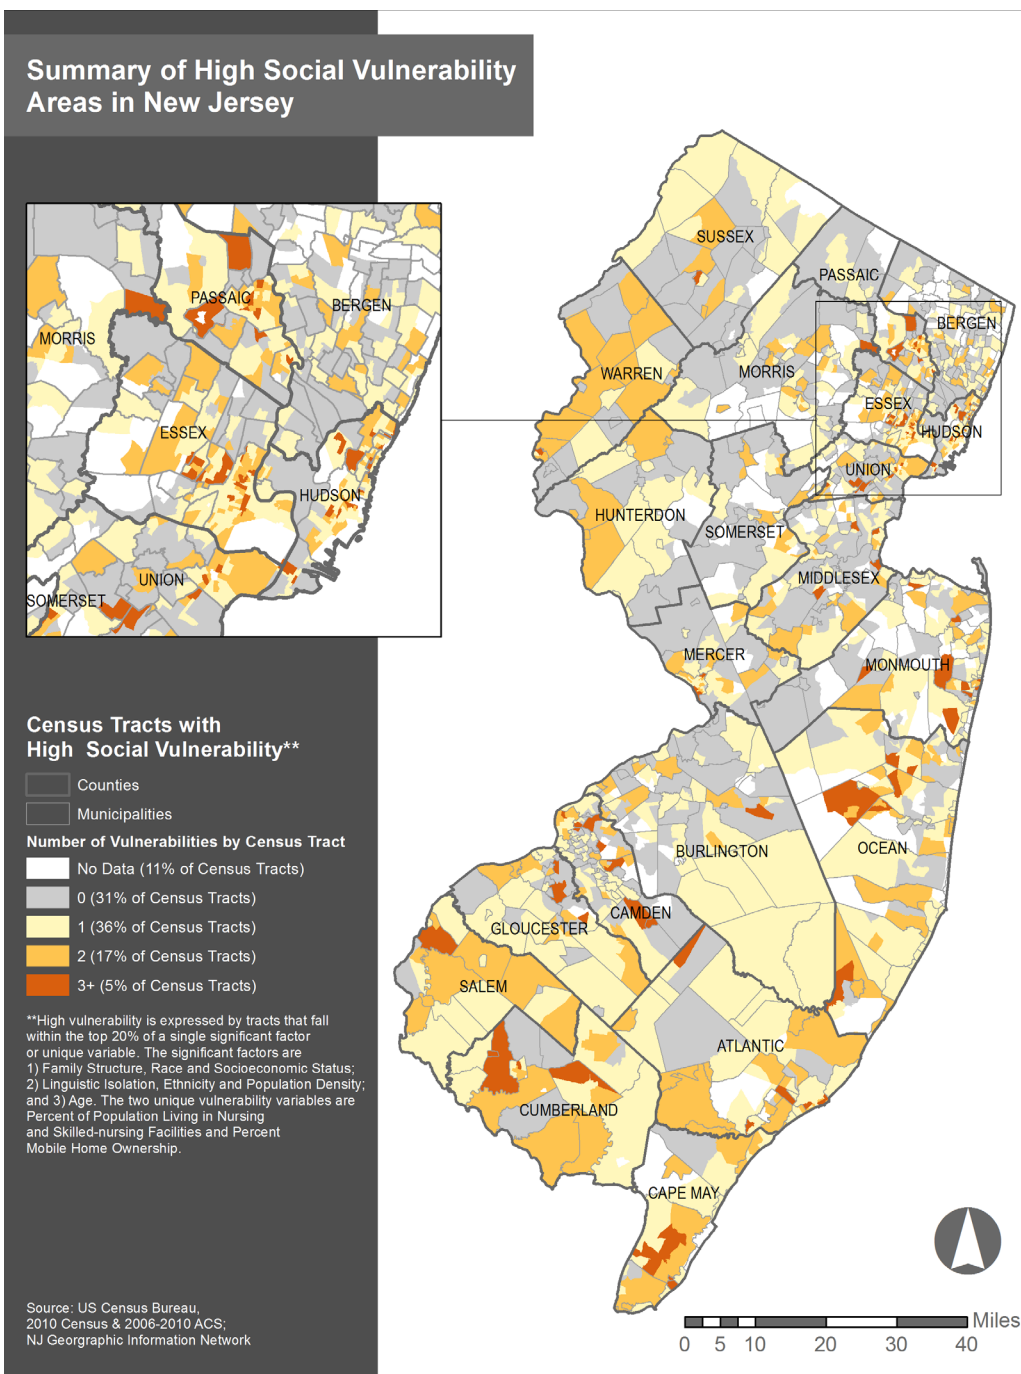 Summary of High Social Vulnerability
Areas in New Jersey
SUSSEX
PASSAIC
BERGEN
WARREN
MORRIS
ESSEX
HUDSON
UNION
HUNTERDON
SOMERSET
MIDDLESEX
MERCER
MONMOUTH
OCEAN
BURLINGTON
CAMDEN
GLOUCESTER
SALEM
ATLANTIC
CUMBERLAND
CAPE MAY
PASSAIC
BERGEN
MORRIS
ESSEX
HUDSON
UNION
SOMERSET
Census Tracts with
High Social Vulnerability**
Counties
Municipalities
Number of Vulnerabilities by Census Tract
No Data (11% of Census Tracts)
0 (31% of Census Tracts)
1 (36% of Census Tracts)
2 (17% of Census Tracts)
3+ (5% of Census Tracts)
**High vulnerability is expressed by tracts that fall
within the top 20% of a single significant factor
or unique variable. The significant factors are
1) Family Structure, Race and Socioeconomic Status;
2) Linguistic Isolation, Ethnicity and Population Density;
and 3) Age. The two unique vulnerability variables are
Percent of Population Living in Nursing
and Skilled-nursing Facilities and Percent
Mobile Home Ownership.
Source: US Census Bureau,
2010 Census & 2006-2010 ACS;
NJ Georgraphic Information Network
Miles
0 5 10 20 30 40